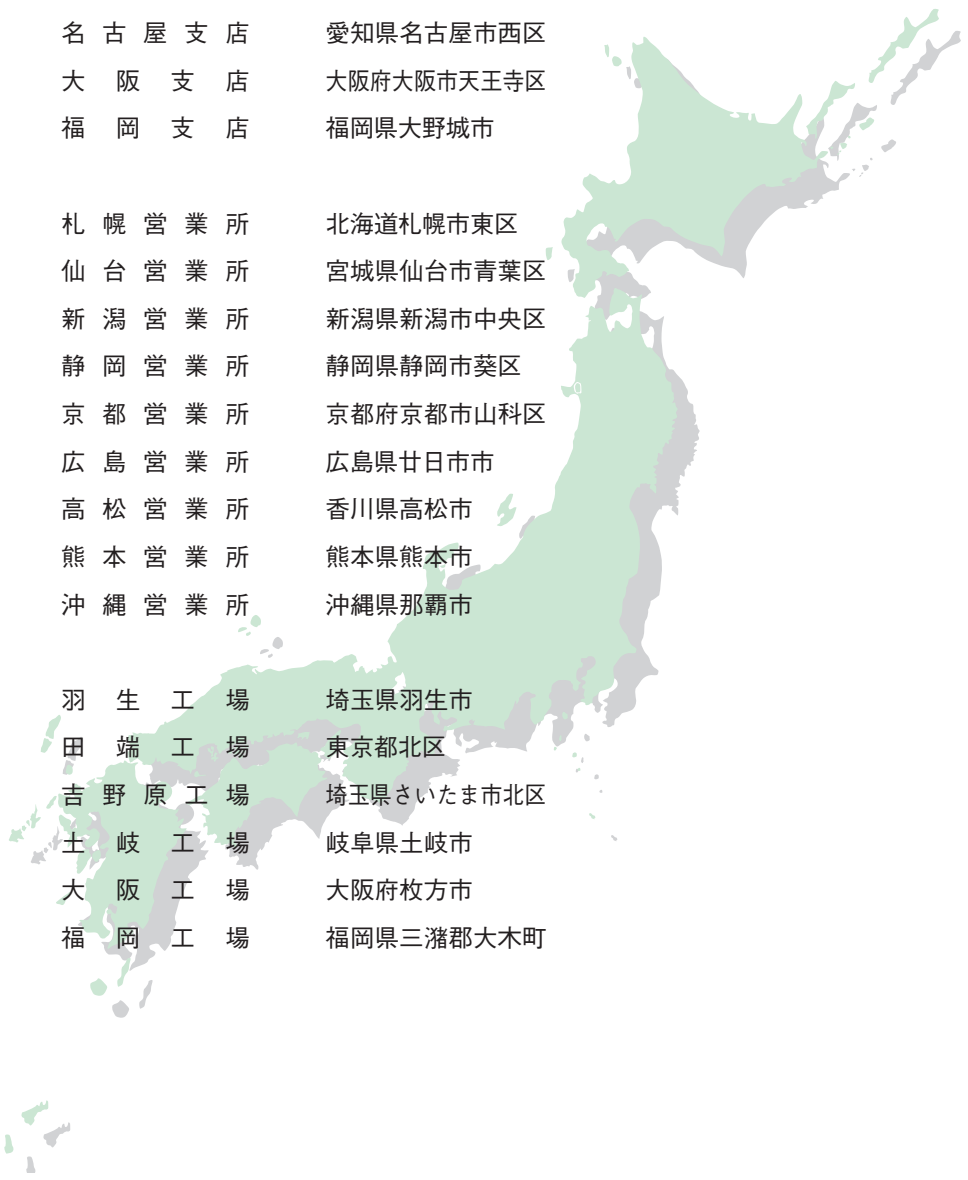 名古屋支店 愛知県名古屋市西区
大阪支店 大阪府大阪市天王寺区
福岡支店 福岡県大野城市
札幌営業所 北海道札幌市東区
仙台営業所 宮城県仙台市青葉区
新潟営業所 新潟県新潟市中央区
静岡営業所 静岡県静岡市葵区
京都営業所 京都府京都市山科区
広島営業所 広島県廿日市市
高松営業所 香川県高松市
熊本営業所 熊本県熊本市
沖縄営業所 沖縄県那覇市
羽生工場 埼玉県羽生市
田端工場 東京都北区
吉野原工場 埼玉県さいたま市北区
土岐工場 岐阜県土岐市
大阪工場 大阪府枚方市
福岡工場 福岡県三潴郡大木町